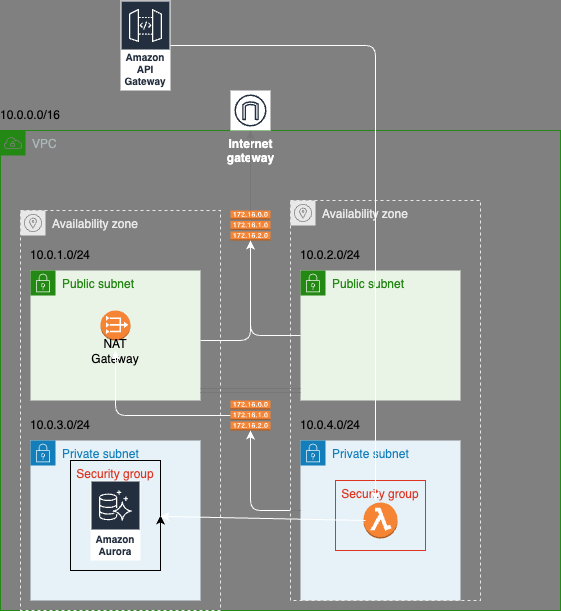 Amazon
API
Gateway
10.0.0.0/16
VPC
Internet
gateway
Availability zone
172.16.0.0
172.16.1.0
172.16.2.0
Availability zone
10.0.1.0/24
10.0.2.0/24
Public subnet
Public subnet
NAT
Gateway
172.16.0.0
172.16.1.0
172.16.2.0
10.0.3.0/24
10.0.4.0/24
Private subnet
Private subnet
Security group
Security group
Amazon
Aurora